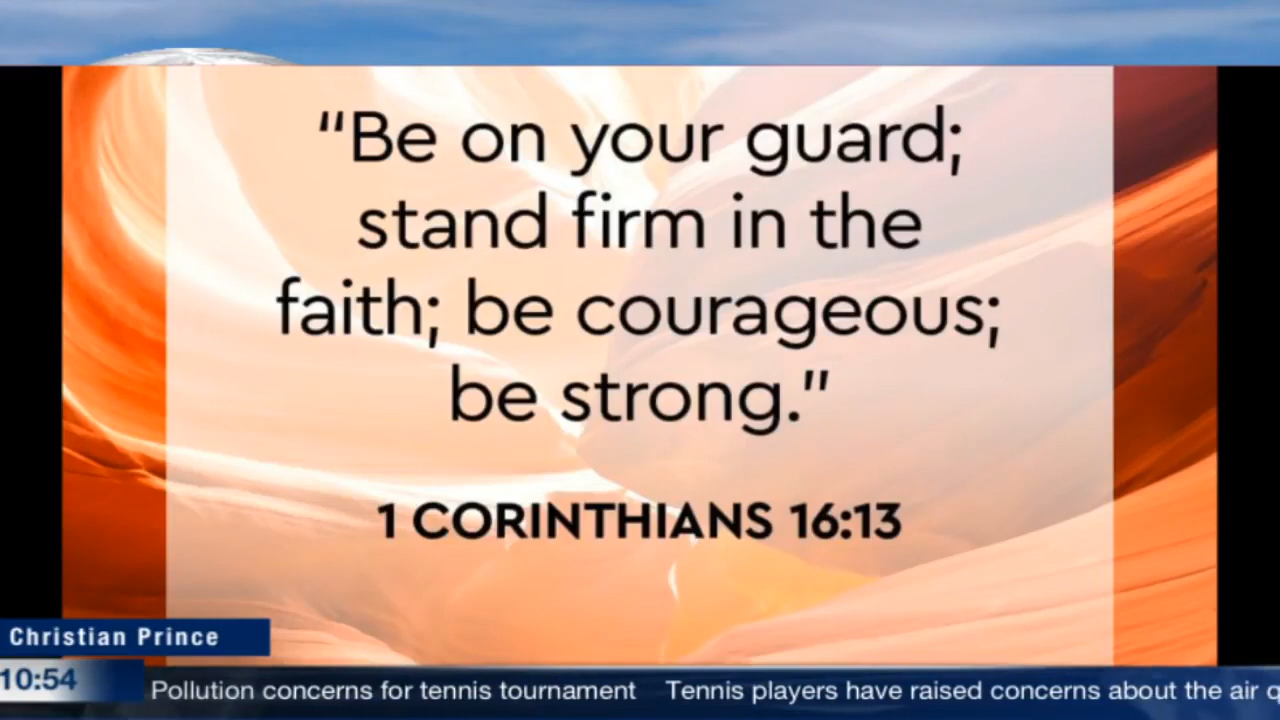 “Be on your guard;
stand firm in the
faith; be courageous;
be strong.”
1 CORINTHIANS 16:13
Christian Prince
10:54
Pollution concerns for tennis tournament Tennis players have raised concerns about the air